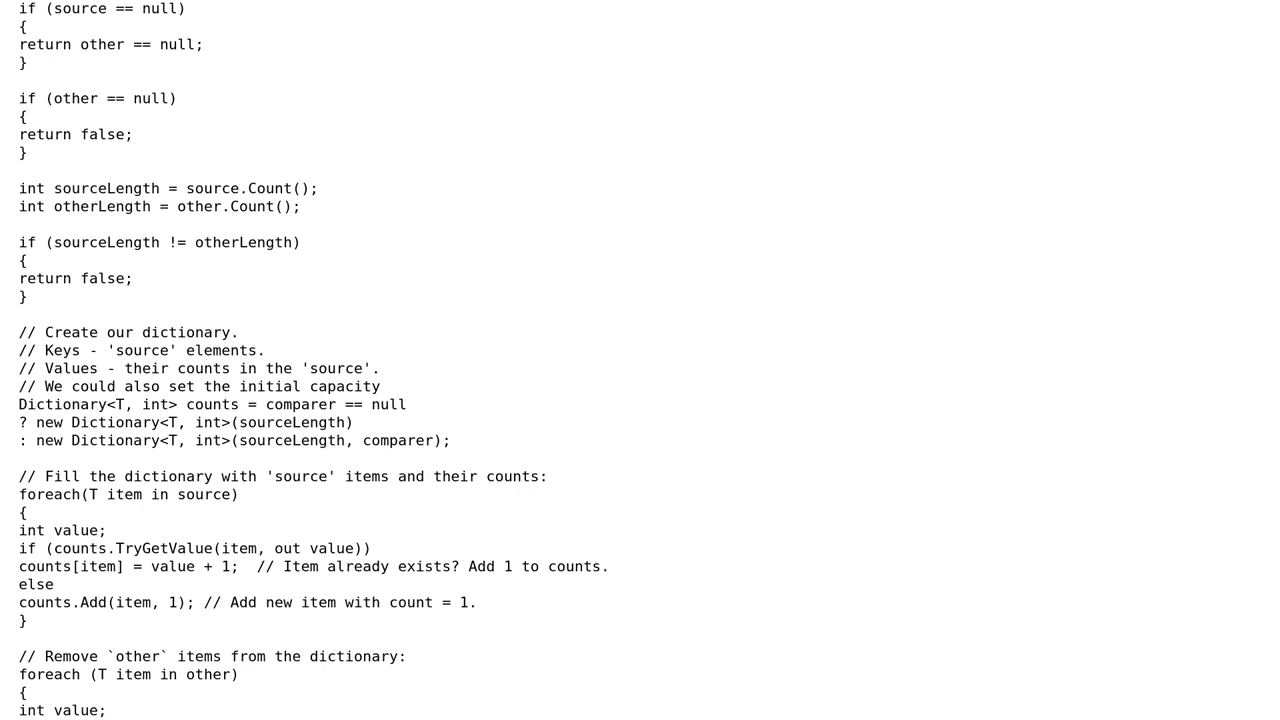 if (source == null)
{
return other == null;
}

if (other == null)
{
return false;
}

int sourceLength = source.Count();
int otherLength = other.Count();

if (sourceLength != otherLength)
{
return false;
}

// Create our dictionary.
// Keys - 'source' elements.
// Values - their counts in the 'source'.
// We could also set the initial capacity
Dictionary<T, int> counts = comparer == null
? new Dictionary<T, int>(sourceLength)
: new Dictionary<T, int>(sourceLength, comparer);

// Fill the dictionary with 'source' items and their counts:
foreach(T item in source)
{
int value;
if (counts.TryGetValue(item, out value))
counts[item] = value + 1;  // Item already exists? Add 1 to counts.
else
counts.Add(item, 1); // Add new item with count = 1.
}

// Remove `other` items from the dictionary:
foreach (T item in other)
{
int value;